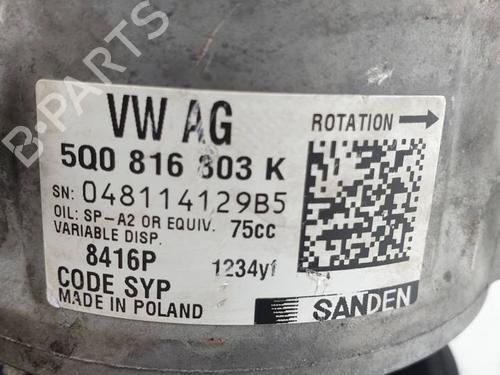 VW AG
ROTATION
5Q0 816 803 K
SN: 048114129B5
OIL: SP-A2 OR EQUIV. 75cc
VARIABLE DISP.
8416P 1234yf
CODE SYP
MADE IN POLAND
SANDEN
B-PARTS